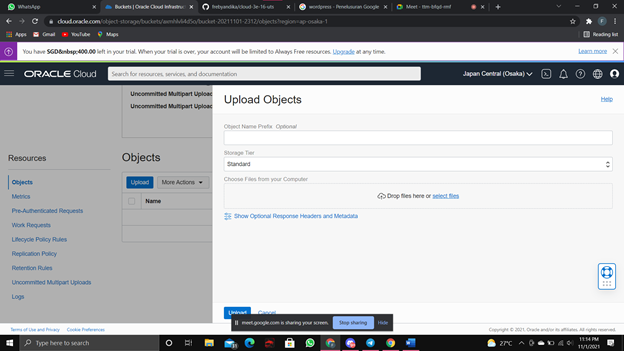 WhatsApp
Buckets | Oracle Cloud Infrastruc
frebpandika/cloud-3e-16-uts
wordpress - Penelusuran Google
Meet – ttm-bfqd-mtf
cloud.oracle.com/object-storage/buckets/axmhlvli4d5o/bucket-20211101-2312/objects?region=ap-osaka-1
Apps
Gmail
YouTube
Maps
Reading list
You have SGD&nbsp;400.00 left in your trial. When your trial is over, your account will be limited to Always Free resources. Upgrade at any time.
Learn more
ORACLE Cloud
Search for resources, services, and documentation
Japan Central (Osaka)
Uncommitted Multipart Uploac
Uncommitted Multipart Uploac
Resources
Objects
Metrics
Pre-Authenticated Requests
Work Requests
Lifecycle Policy Rules
Replication Policy
Retention Rules
Uncommitted Multipart Uploads
Logs
Objects
Upload
More Actions
Name
Upload Objects
Help
Object Name Prefix Optional
Storage Tier
Standard
Choose Files from your Computer
Drop files here or select files
Show Optional Response Headers and Metadata
Upload
Cancel
meet.google.com is sharing your screen.
Stop sharing
Hide
Terms of Use and Privacy
Cookie Preferences
Copyright © 2021, Oracle and/or its affiliates. All rights reserved.
Type here to search
27°C
11:14 PM
11/1/2021